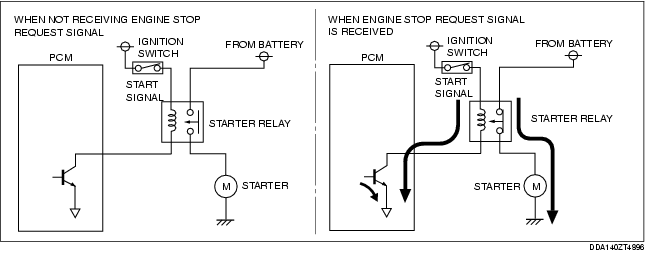 WHEN NOT RECEIVING ENGINE STOP
REQUEST SIGNAL
IGNITION
SWITCH
FROM BATTERY
PCM
START
SIGNAL
STARTER RELAY
M
STARTER
WHEN ENGINE STOP REQUEST SIGNAL
IS RECEIVED
IGNITION
SWITCH
FROM BATTERY
PCM
START
SIGNAL
STARTER RELAY
STARTER
M
DDA140ZT4896